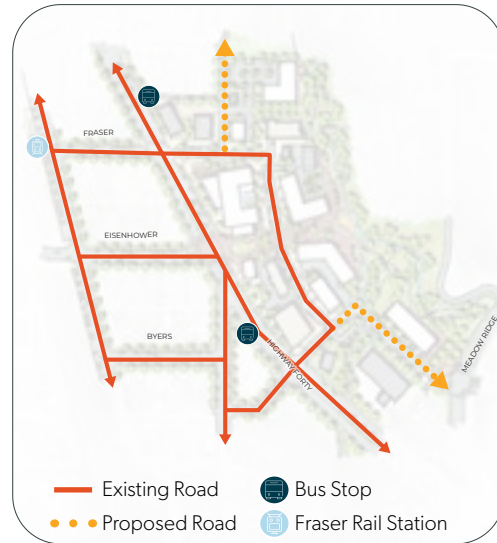 FRASER
EISENHOWER
BYERS
HIGHWAY FORTY
MEADOW RIDGE
Existing Road
Bus Stop
Proposed Road
Fraser Rail Station